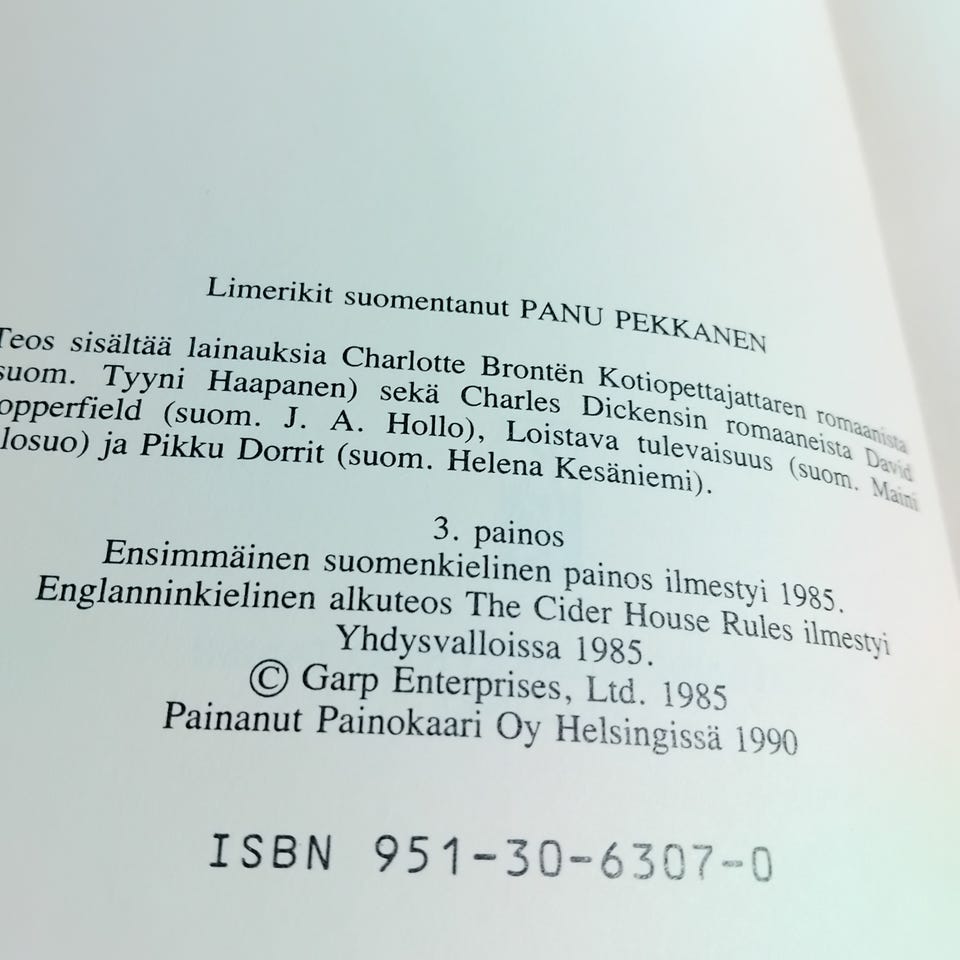 Limerikit suomentanut PANU PEKKANEN
Teos sisältää lainauksia Charlotte Brontën Kotiopettajattaren romaanista
suom. Tyyni Haapanen) sekä Charles Dickensin romaaneista David
opperfield (suom. J. A. Hollo), Loistava tulevaisuus (suom. Maini
losuo) ja Pikku Dorrit (suom. Helena Kesäniemi).
3. painos
Ensimmäinen suomenkielinen painos ilmestyi 1985.
Englanninkielinen alkuteos The Cider House Rules ilmestyi
Yhdysvalloissa 1985.
© Garp Enterprises, Ltd. 1985
Painanut Painokaari Oy Helsingissä 1990
ISBN 951-30-6307-0